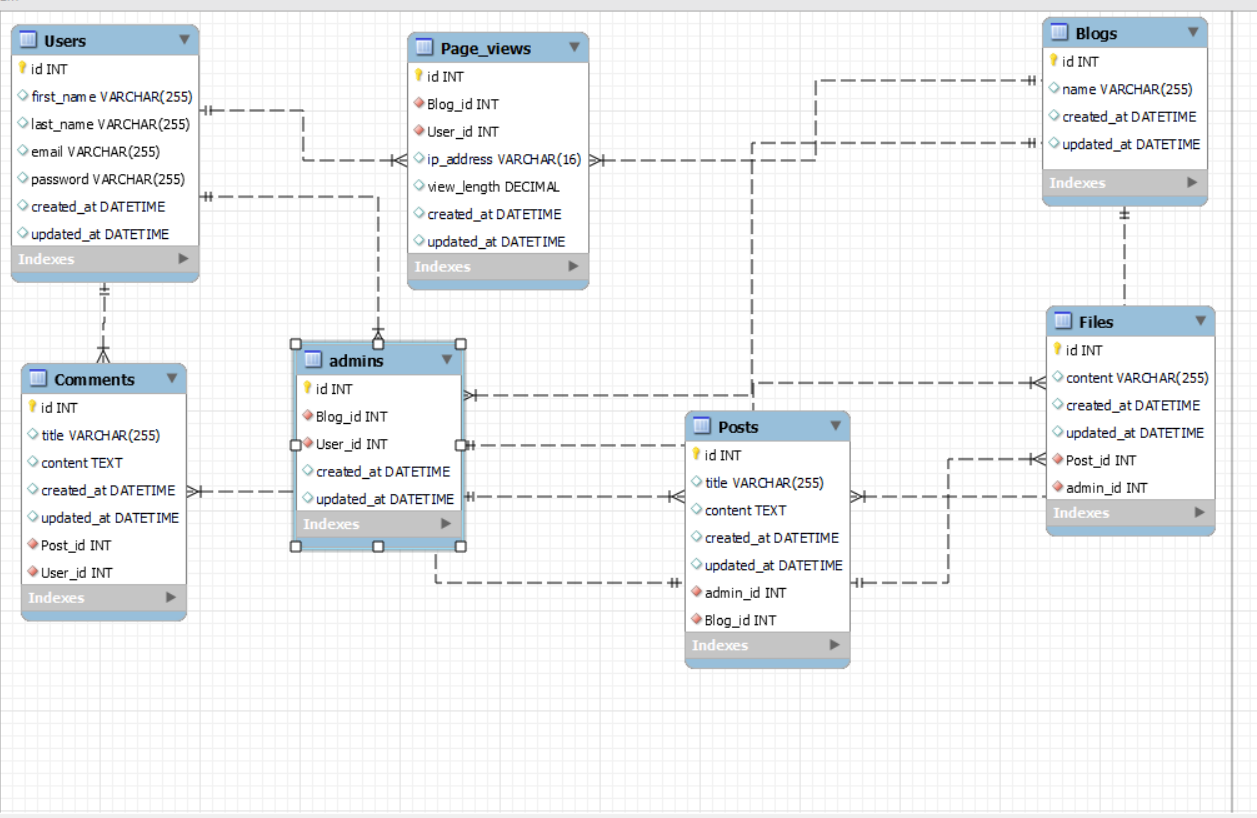 Users
id INT
first_name VARCHAR(255)
last_name VARCHAR(255)
email VARCHAR(255)
password VARCHAR(255)
created_at DATETIME
updated_at DATETIME
Indexes
Page_views
id INT
Blog_id INT
User_id INT
ip_address VARCHAR(16)
view_length DECIMAL
created_at DATETIME
updated_at DATETIME
Indexes
Blogs
id INT
name VARCHAR(255)
created_at DATETIME
updated_at DATETIME
Indexes
Comments
id INT
title VARCHAR(255)
content TEXT
created_at DATETIME
updated_at DATETIME
Post_id INT
User_id INT
Indexes
admins
id INT
Blog_id INT
User_id INT
created_at DATETIME
updated_at DATETIME
Indexes
Posts
id INT
title VARCHAR(255)
content TEXT
created_at DATETIME
updated_at DATETIME
admin_id INT
Blog_id INT
Indexes
Files
id INT
content VARCHAR(255)
created_at DATETIME
updated_at DATETIME
Post_id INT
admin_id INT
Indexes